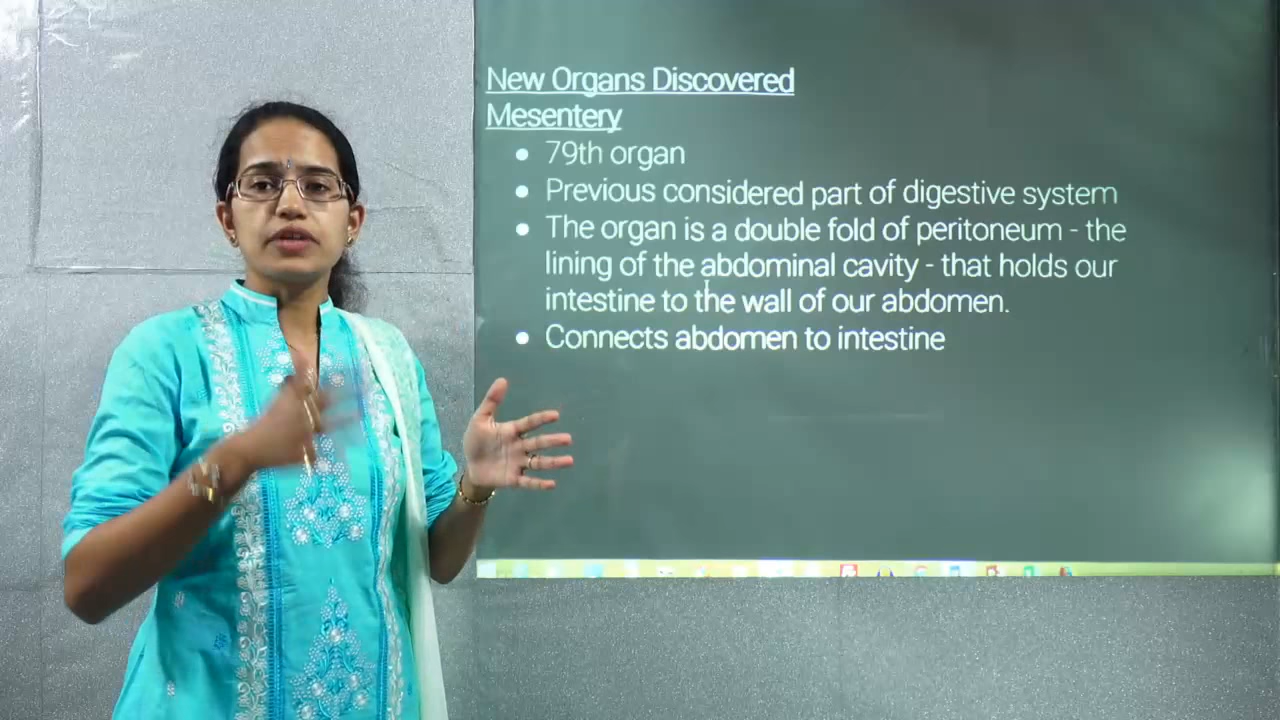 New Organs Discovered
Mesentery
• 79th organ
• Previous considered part of digestive system
• The organ is a double fold of peritoneum - the
lining of the abdominal cavity - that holds our
intestine to the wall of our abdomen.
• Connects abdomen to intestine